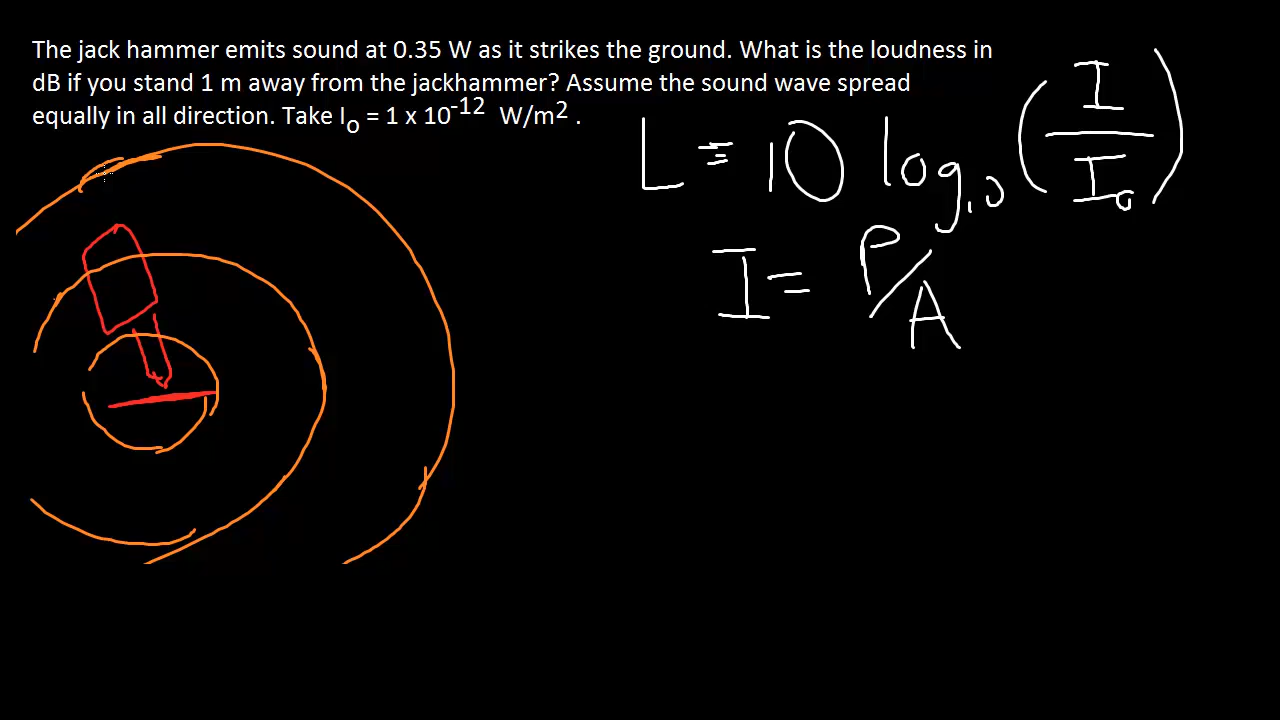 The jack hammer emits sound at 0.35 W as it strikes the ground. What is the loudness in
dB if you stand 1 m away from the jackhammer? Assume the sound wave spread
equally in all direction. Take I₀ = 1 x 10⁻¹² W/m² .
L = 10 log₁₀ (I/I₀)
I = P/A